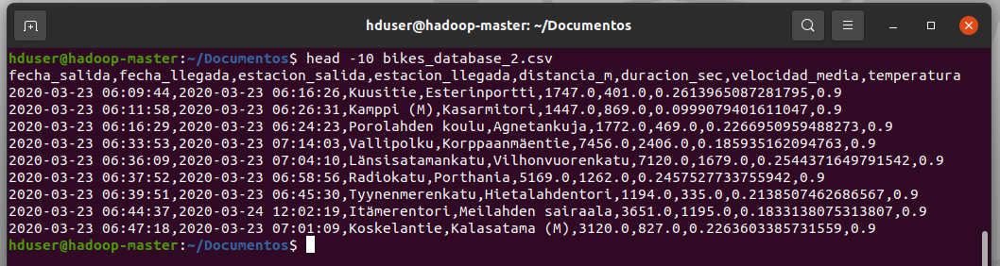 hduser@hadoop-master: ~/Documentos
hduser@hadoop-master:~/Documentos$ head -10 bikes_database_2.csv
fecha_salida,fecha_llegada,estacion_salida,estacion_llegada,distancia_m,duracion_sec,velocidad_media,temperatura
2020-03-23 06:09:44,2020-03-23 06:16:26,Kuusitie,Esterinportti,1747.0,401.0,0.2613965087281795,0.9
2020-03-23 06:11:58,2020-03-23 06:26:31,Kamppi (M),Kasarmitori,1447.0,869.0,0.0999079401611047,0.9
2020-03-23 06:16:29,2020-03-23 06:24:23,Porolahden koulu,Agnetankuja,1772.0,469.0,0.2266950959488273,0.9
2020-03-23 06:33:53,2020-03-23 07:14:03,Vallipolku,Korppaanmäentie,7456.0,2406.0,0.185935162094763,0.9
2020-03-23 06:36:09,2020-03-23 07:04:10,Länsisatamankatu,Vilhonvuorenkatu,7120.0,1679.0,0.2544371649791542,0.9
2020-03-23 06:37:52,2020-03-23 06:58:56,Radiokatu,Porthania,5169.0,1262.0,0.2457527733755942,0.9
2020-03-23 06:39:51,2020-03-23 06:45:30,Tyynenmerenkatu,Hietalahdentori,1194.0,335.0,0.2138507462686567,0.9
2020-03-23 06:44:37,2020-03-24 12:02:19,Itämerentori,Meilahden sairaala,3651.0,1195.0,0.1833138075313807,0.9
2020-03-23 06:47:18,2020-03-23 07:01:09,Koskelantie,Kalasatama (M),3120.0,827.0,0.2263603385731559,0.9
hduser@hadoop-master:~/Documentos$